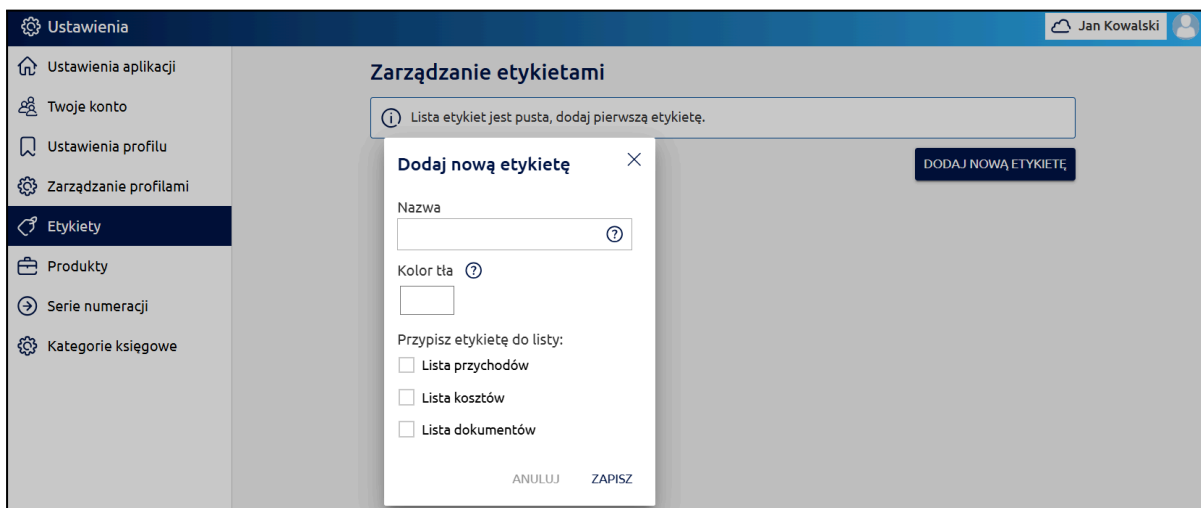 Ustawienia
Jan Kowalski
Ustawienia aplikacji
Twoje konto
Ustawienia profilu
Zarządzanie profilami
Etykiety
Produkty
Serie numeracji
Kategorie księgowe
Zarządzanie etykietami
Lista etykiet jest pusta, dodaj pierwszą etykietę.
DODAJ NOWĄ ETYKIETĘ
Dodaj nową etykietę
Nazwa
Kolor tła
Przypisz etykietę do listy:
Lista przychodów
Lista kosztów
Lista dokumentów
ANULUJ ZAPISZ